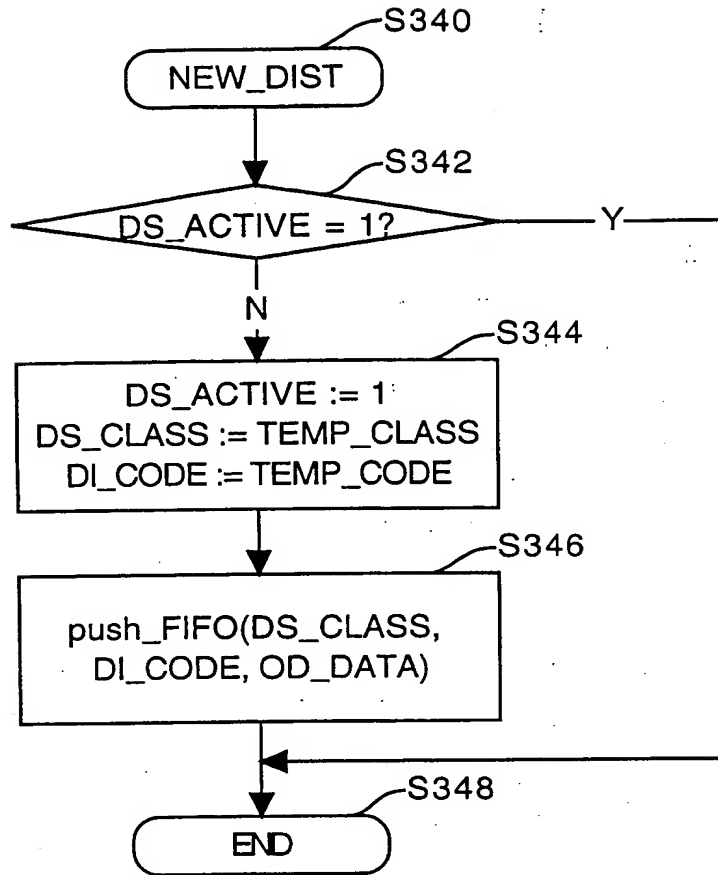 S340
NEW_DIST
S342
DS_ACTIVE = 1?
Y
N
S344
DS_ACTIVE := 1
DS_CLASS := TEMP_CLASS
DI_CODE := TEMP_CODE
S346
push_FIFO(DS_CLASS,
DI_CODE, OD_DATA)
S348
END